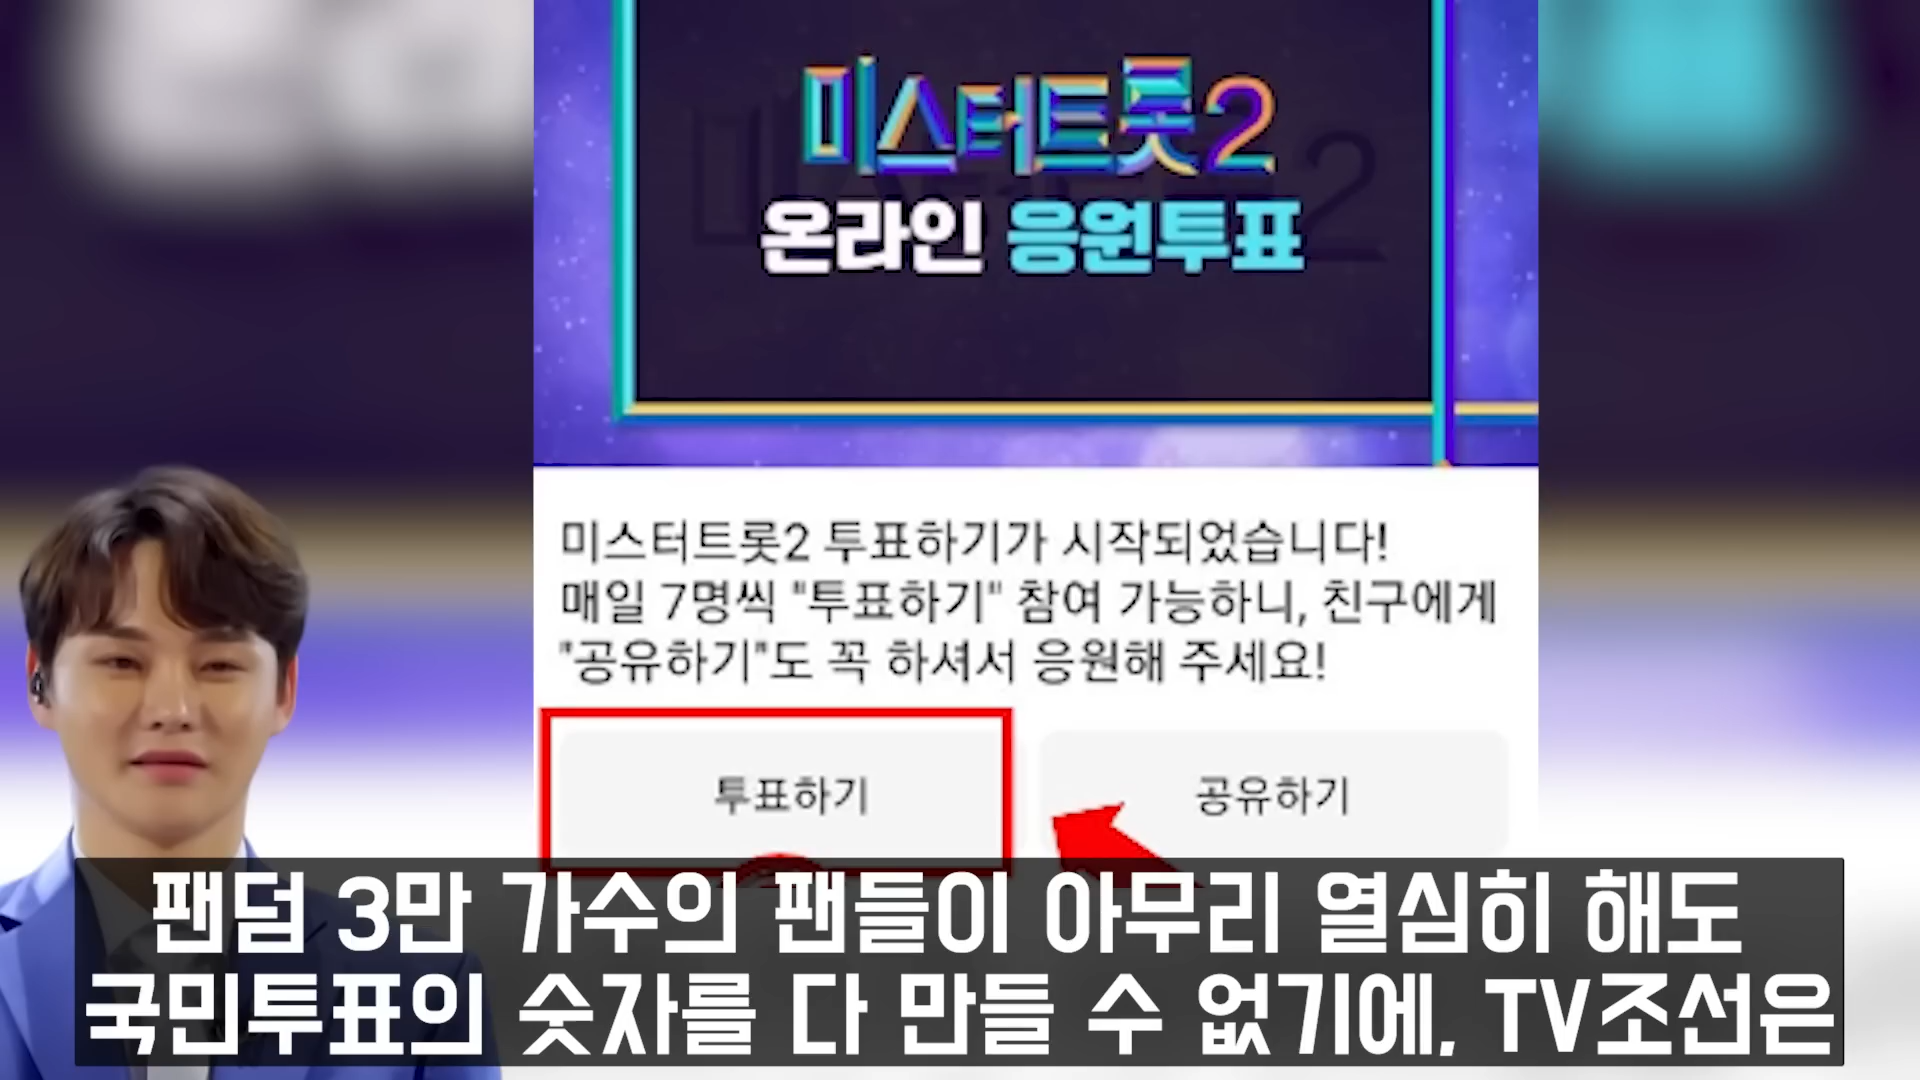 미스터트롯2
온라인 응원투표
미스터트롯2 투표하기가 시작되었습니다!
매일 7명씩 "투표하기" 참여 가능하니, 친구에게
"공유하기"도 꼭 하셔서 응원해 주세요!
투표하기
공유하기
팬덤 3만 가수의 팬들이 아무리 열심히 해도
국민투표의 숫자를 다 만들 수 없기에, TV조선은